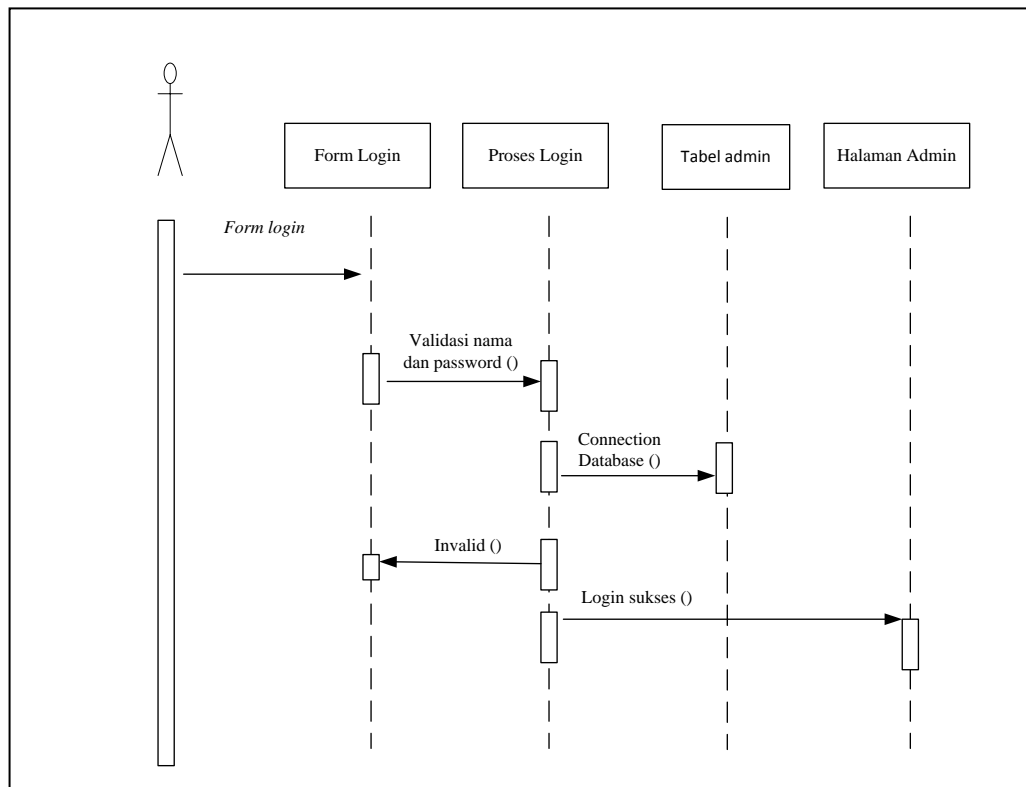 Form Login
Proses Login
Tabel admin
Halaman Admin
Form login
Validasi nama
dan password ()
Connection
Database ()
Invalid ()
Login sukses ()